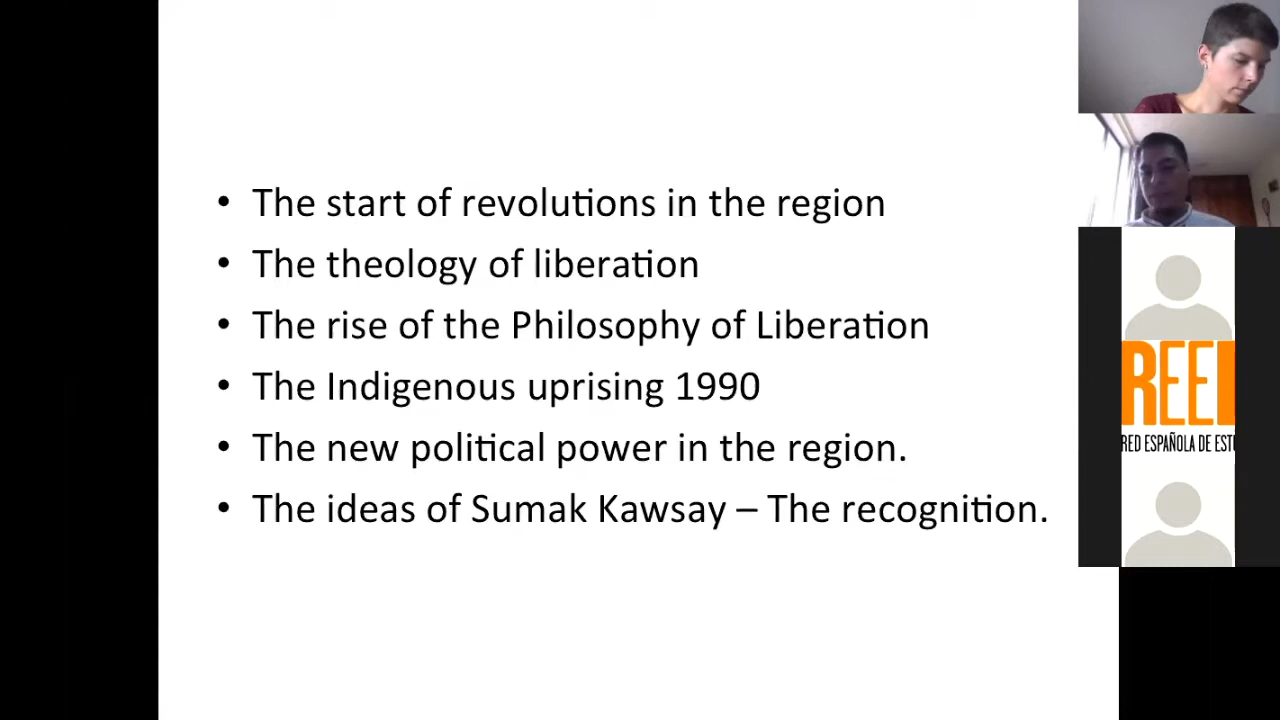 • The start of revolutions in the region
• The theology of liberation
• The rise of the Philosophy of Liberation
• The Indigenous uprising 1990
• The new political power in the region.
• The ideas of Sumak Kawsay – The recognition.
REE
RED ESPAÑOLA DE